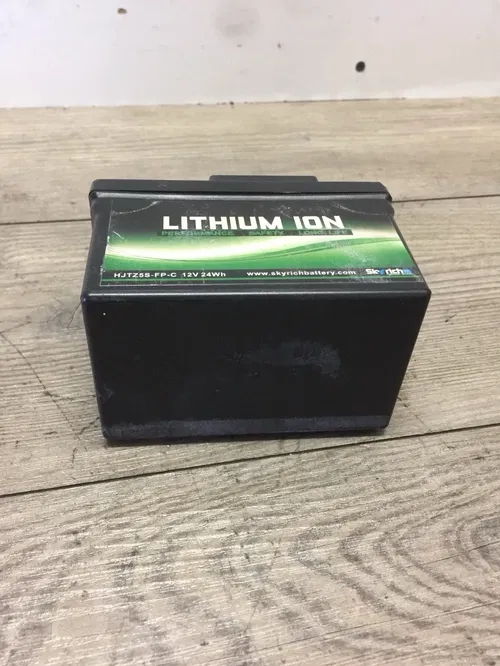 LITHIUM ION
PERFORMANCE SAFETY LONG LIFE
HJTZ5S-FP-C 12V 24Wh www.skyrichbattery.com Skyrich